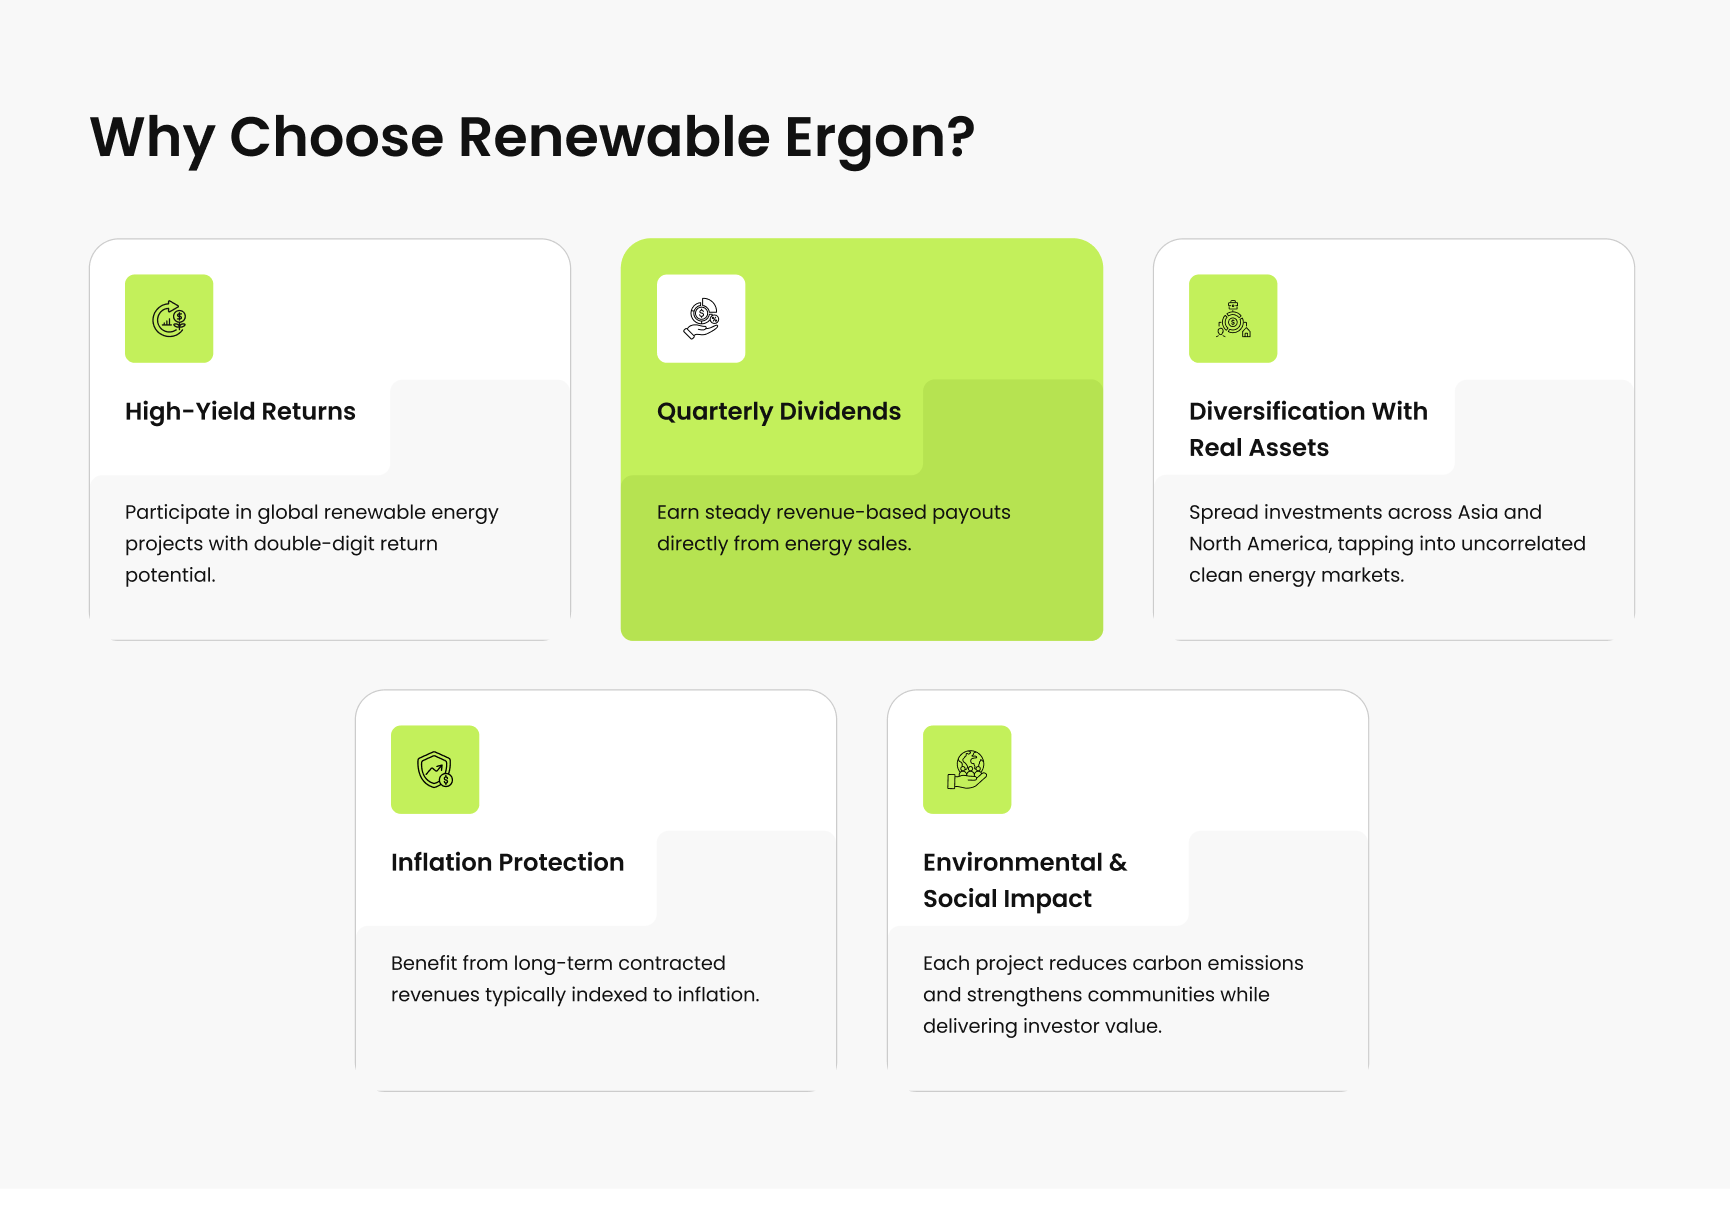 Why Choose Renewable Ergon?
High-Yield Returns
Participate in global renewable energy
projects with double-digit return
potential.
Quarterly Dividends
Earn steady revenue-based payouts
directly from energy sales.
Diversification With
Real Assets
Spread investments across Asia and
North America, tapping into uncorrelated
clean energy markets.
Inflation Protection
Benefit from long-term contracted
revenues typically indexed to inflation.
Environmental &
Social Impact
Each project reduces carbon emissions
and strengthens communities while
delivering investor value.